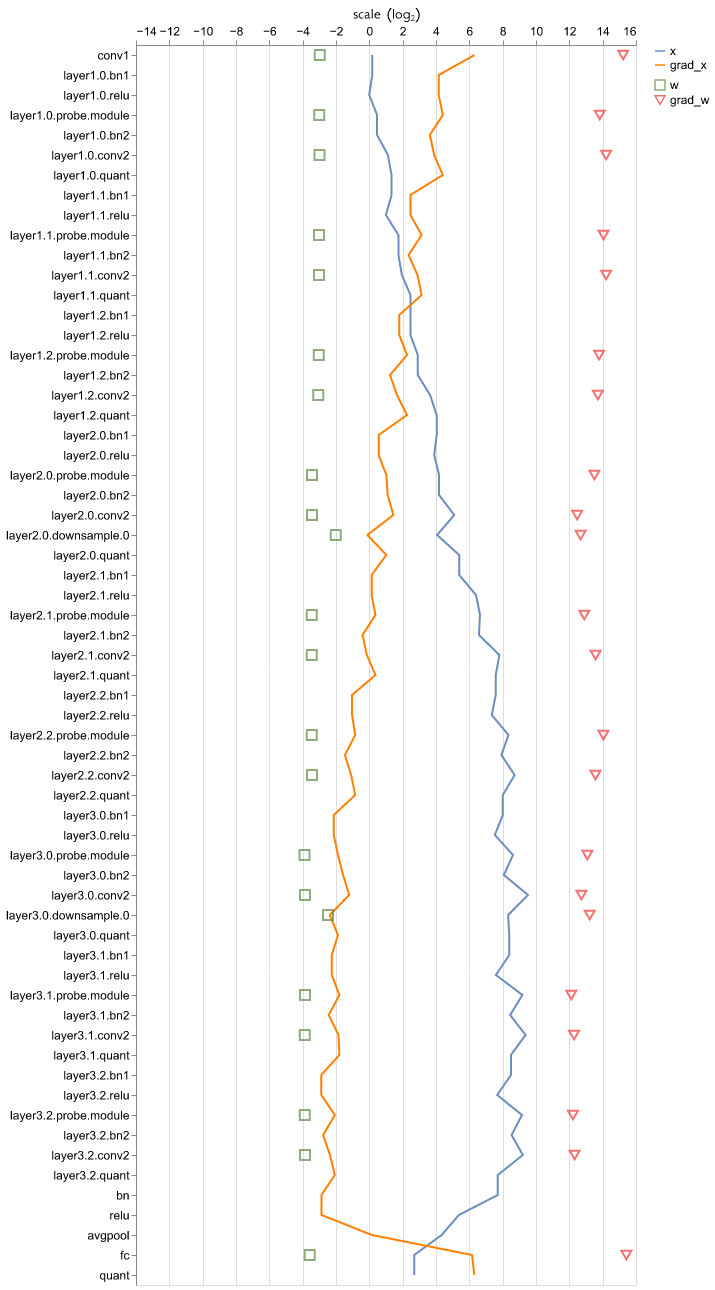 scale (log₂)
−14 −12 −10 −8 −6 −4 −2 0 2 4 6 8 10 12 14 16
x
grad_x
w
grad_w
conv1
layer1.0.bn1
layer1.0.relu
layer1.0.probe.module
layer1.0.bn2
layer1.0.conv2
layer1.0.quant
layer1.1.bn1
layer1.1.relu
layer1.1.probe.module
layer1.1.bn2
layer1.1.conv2
layer1.1.quant
layer1.2.bn1
layer1.2.relu
layer1.2.probe.module
layer1.2.bn2
layer1.2.conv2
layer1.2.quant
layer2.0.bn1
layer2.0.relu
layer2.0.probe.module
layer2.0.bn2
layer2.0.conv2
layer2.0.downsample.0
layer2.0.quant
layer2.1.bn1
layer2.1.relu
layer2.1.probe.module
layer2.1.bn2
layer2.1.conv2
layer2.1.quant
layer2.2.bn1
layer2.2.relu
layer2.2.probe.module
layer2.2.bn2
layer2.2.conv2
layer2.2.quant
layer3.0.bn1
layer3.0.relu
layer3.0.probe.module
layer3.0.bn2
layer3.0.conv2
layer3.0.downsample.0
layer3.0.quant
layer3.1.bn1
layer3.1.relu
layer3.1.probe.module
layer3.1.bn2
layer3.1.conv2
layer3.1.quant
layer3.2.bn1
layer3.2.relu
layer3.2.probe.module
layer3.2.bn2
layer3.2.conv2
layer3.2.quant
bn
relu
avgpool
fc
quant